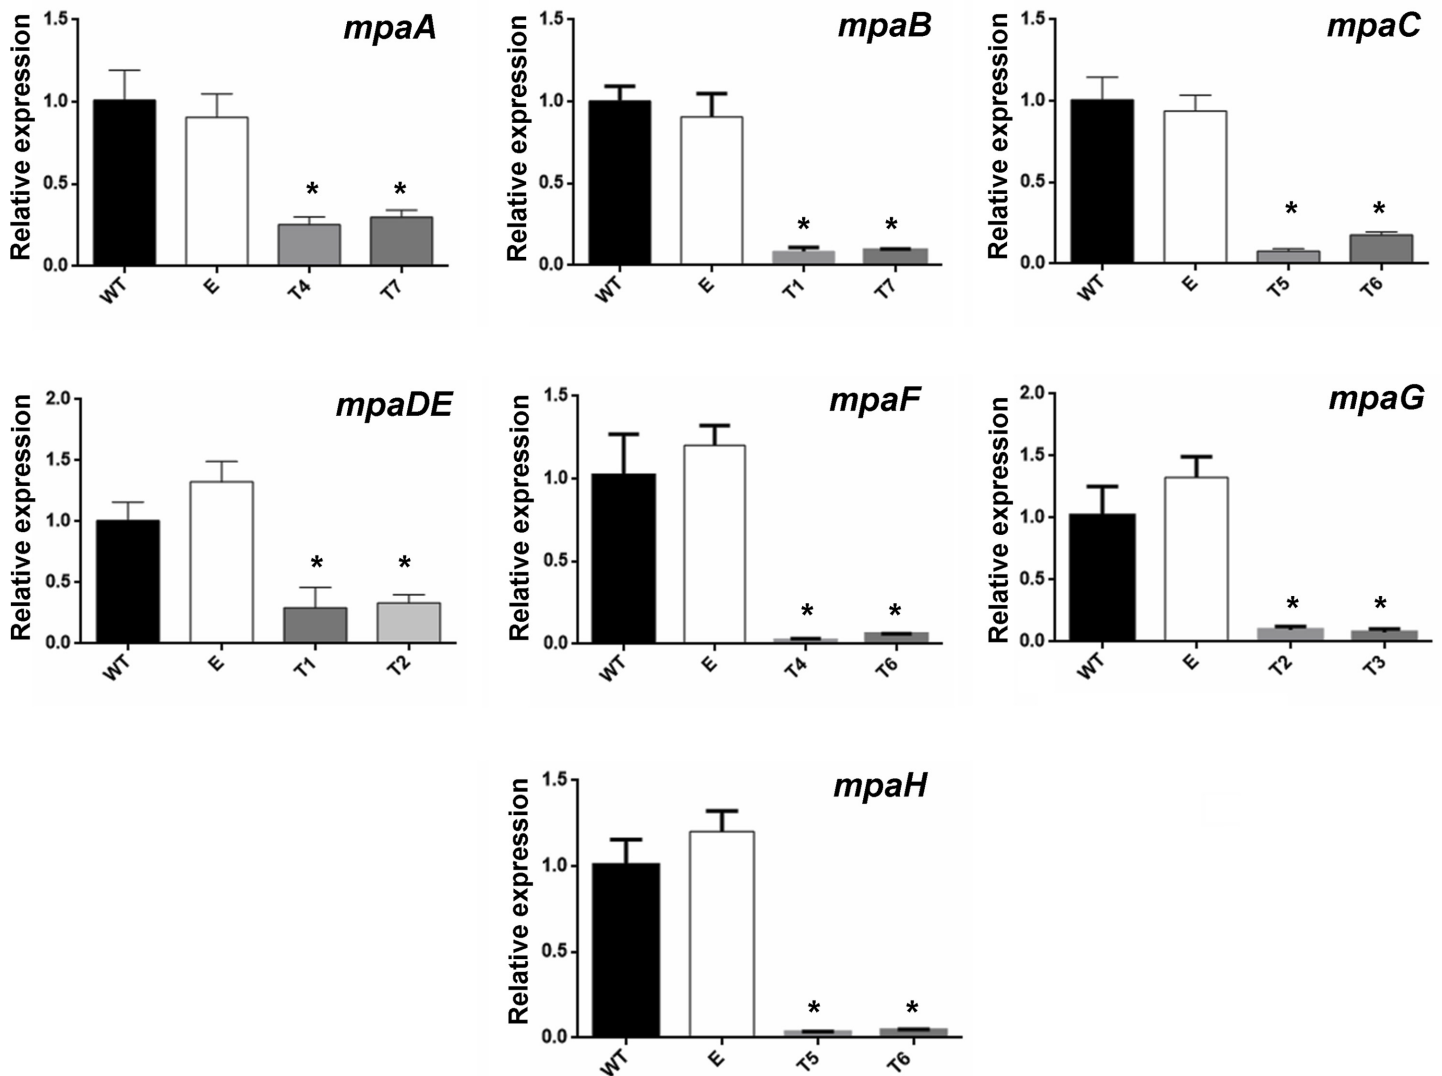 mpaA
Relative expression
1.5
1.0
0.5
0.0
WT
E
T4
T7
*
*
mpaB
Relative expression
1.5
1.0
0.5
0.0
WT
E
T1
T7
*
*
mpaC
Relative expression
1.5
1.0
0.5
0.0
WT
E
T5
T6
*
*
mpaDE
Relative expression
2.0
1.5
1.0
0.5
0.0
WT
E
T1
T2
*
*
mpaF
Relative expression
1.5
1.0
0.5
0.0
WT
E
T4
T6
*
*
mpaG
Relative expression
2.0
1.5
1.0
0.5
0.0
WT
E
T2
T3
*
*
mpaH
Relative expression
1.5
1.0
0.5
0.0
WT
E
T5
T6
*
*